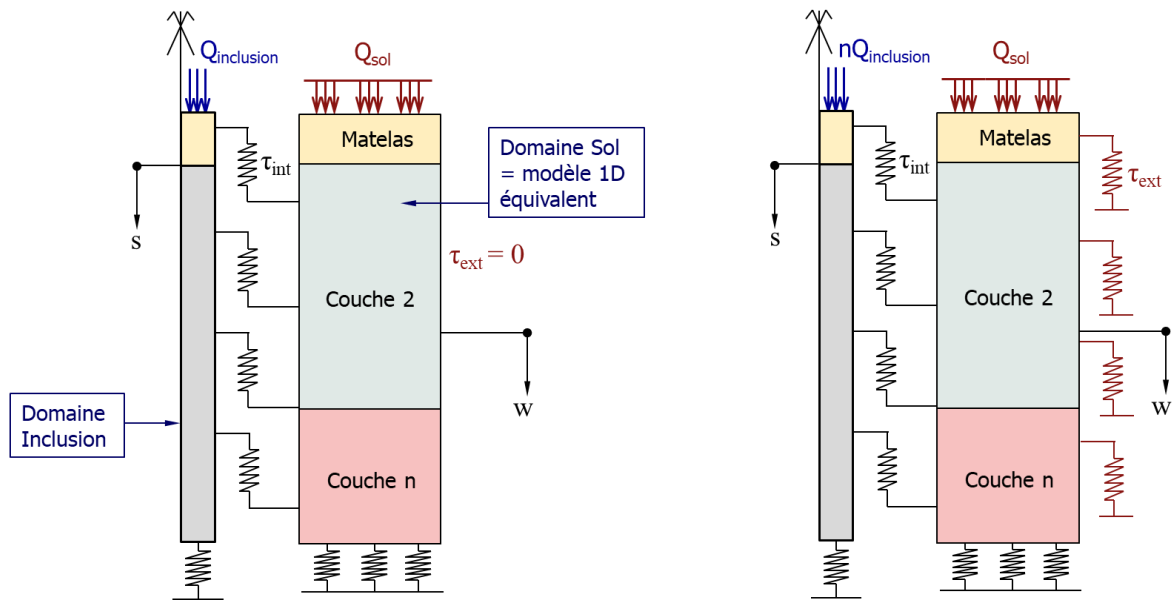 Qinclusion
Qsol
Matelas
τint
Domaine Sol
= modèle 1D
équivalent
s
τext = 0
Couche 2
w
Domaine
Inclusion
Couche n
nQinclusion
Qsol
Matelas
τint
τext
s
Couche 2
w
Couche n